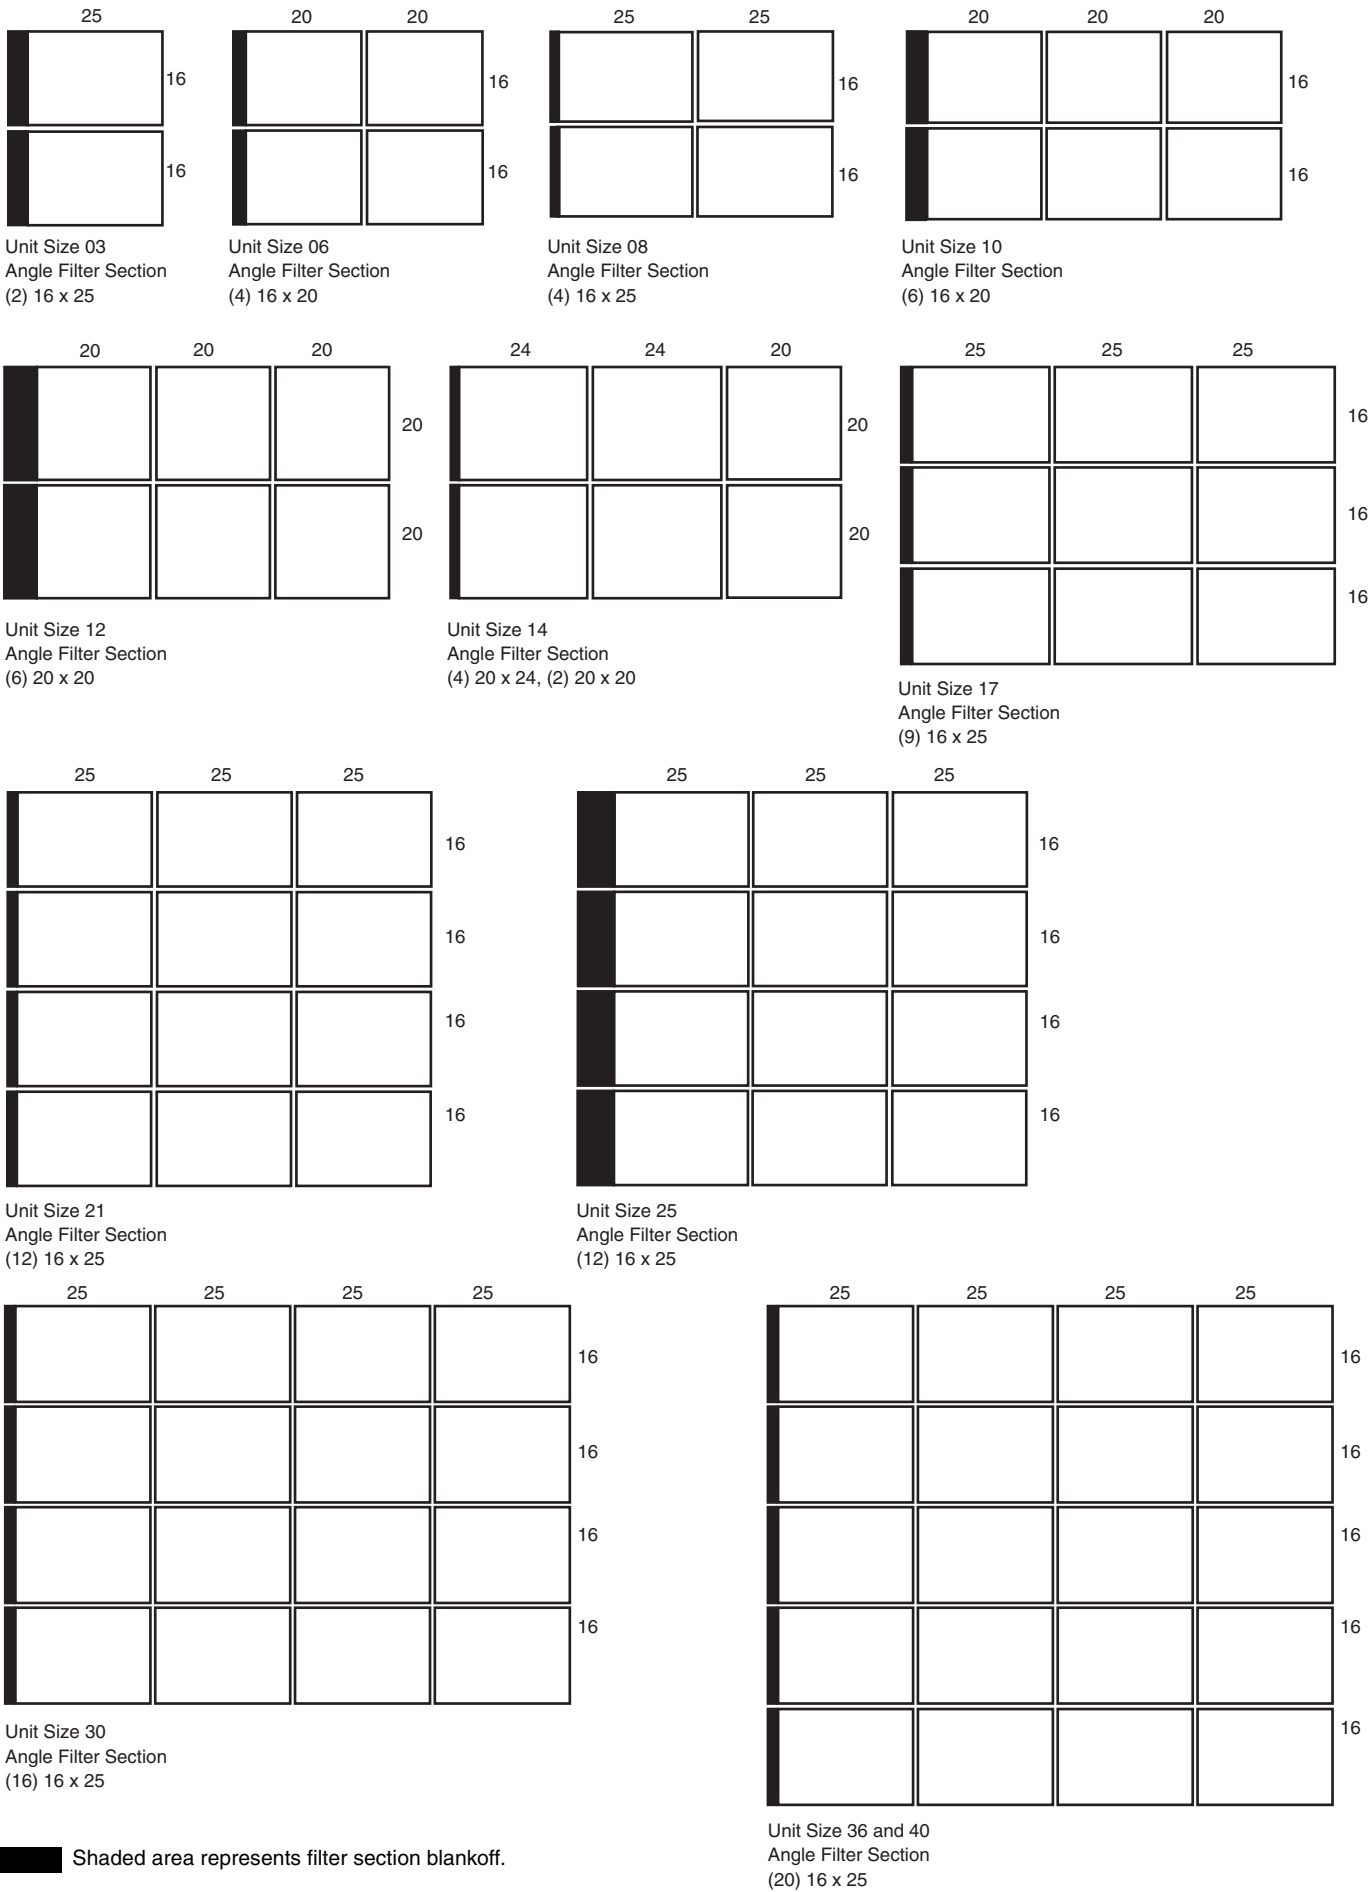 25
20 20
25 25
20 20 20
16
16
16
16
16
16
16
16
Unit Size 03
Angle Filter Section
(2) 16 x 25
Unit Size 06
Angle Filter Section
(4) 16 x 20
Unit Size 08
Angle Filter Section
(4) 16 x 25
Unit Size 10
Angle Filter Section
(6) 16 x 20
20 20 20
24 24 20
25 25 25
20
20
20
20
16
16
16
Unit Size 12
Angle Filter Section
(6) 20 x 20
Unit Size 14
Angle Filter Section
(4) 20 x 24, (2) 20 x 20
Unit Size 17
Angle Filter Section
(9) 16 x 25
25 25 25
25 25 25
16
16
16
16
16
16
16
16
Unit Size 21
Angle Filter Section
(12) 16 x 25
Unit Size 25
Angle Filter Section
(12) 16 x 25
25 25 25 25
25 25 25 25
16
16
16
16
16
16
16
16
16
Unit Size 30
Angle Filter Section
(16) 16 x 25
Unit Size 36 and 40
Angle Filter Section
(20) 16 x 25
Shaded area represents filter section blankoff.